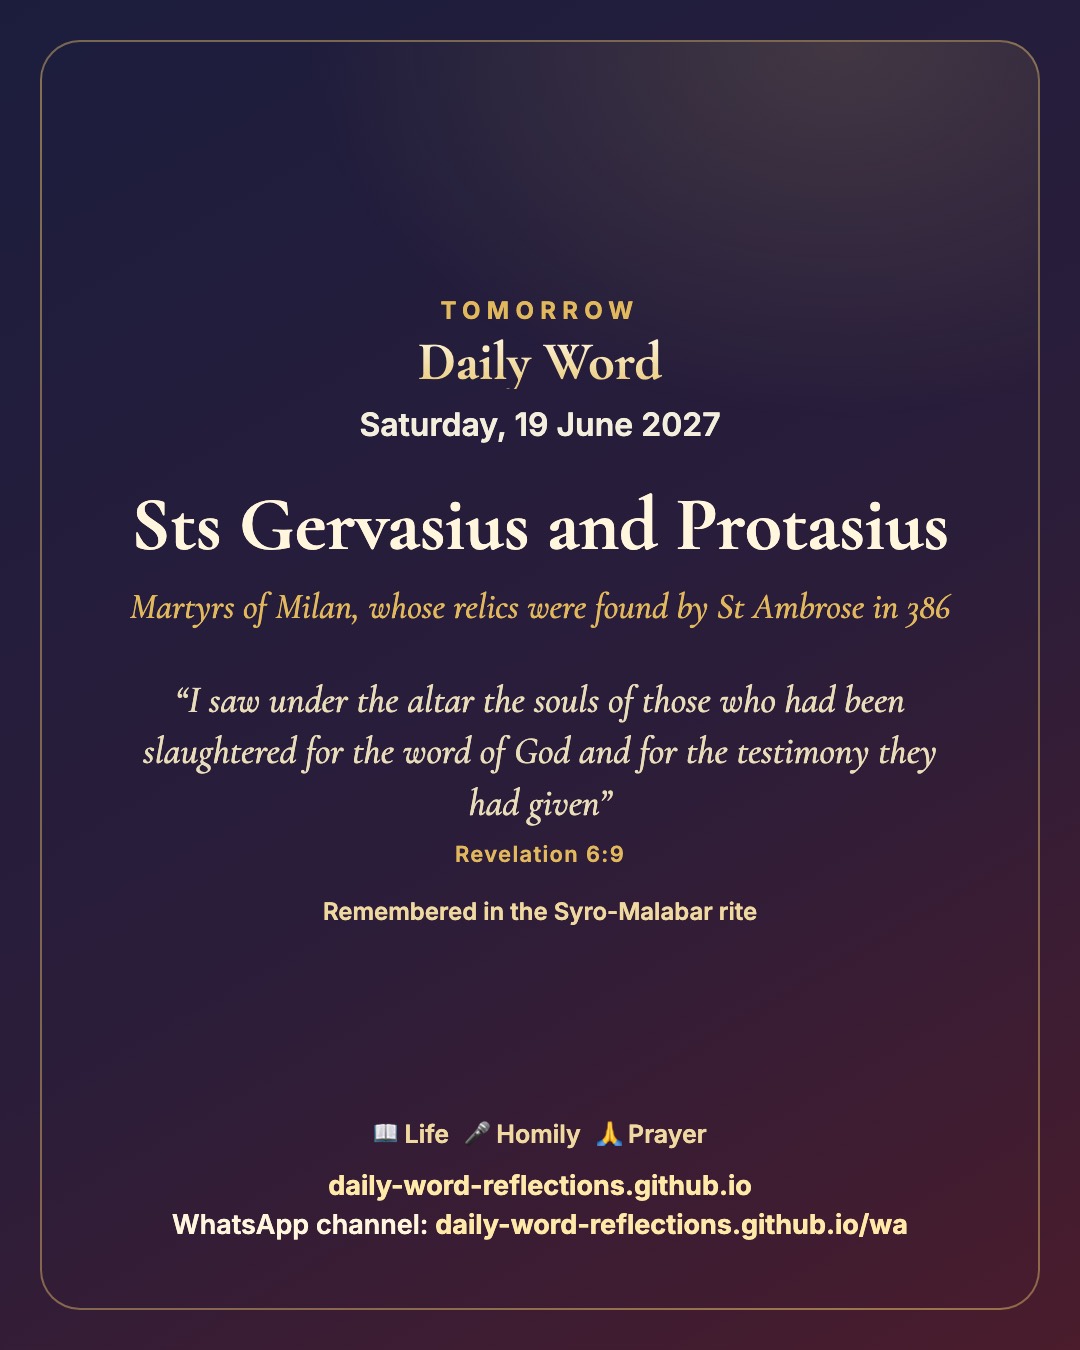 TOMORROW
Daily Word
Saturday, 19 June 2027
Sts Gervasius and Protasius
Martyrs of Milan, whose relics were found by St Ambrose in 386
“I saw under the altar the souls of those who had been
slaughtered for the word of God and for the testimony they
had given”
Revelation 6:9
Remembered in the Syro-Malabar rite
📖 Life 🎤 Homily 🙏 Prayer
daily-word-reflections.github.io
WhatsApp channel: daily-word-reflections.github.io/wa